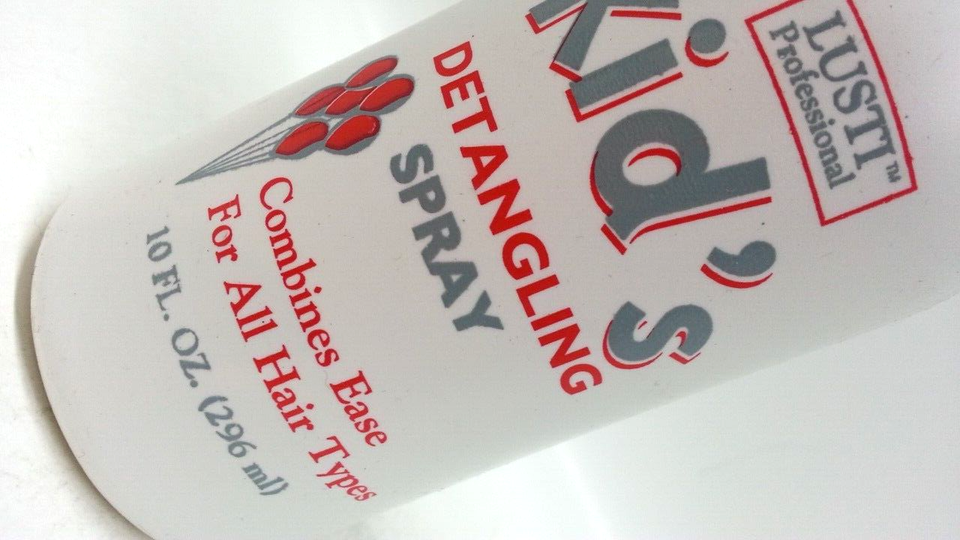 LUSTI™
Professional
Kid's
DETANGLING
SPRAY
Combines Ease
For All Hair Types
10 FL. OZ. (296 ml)